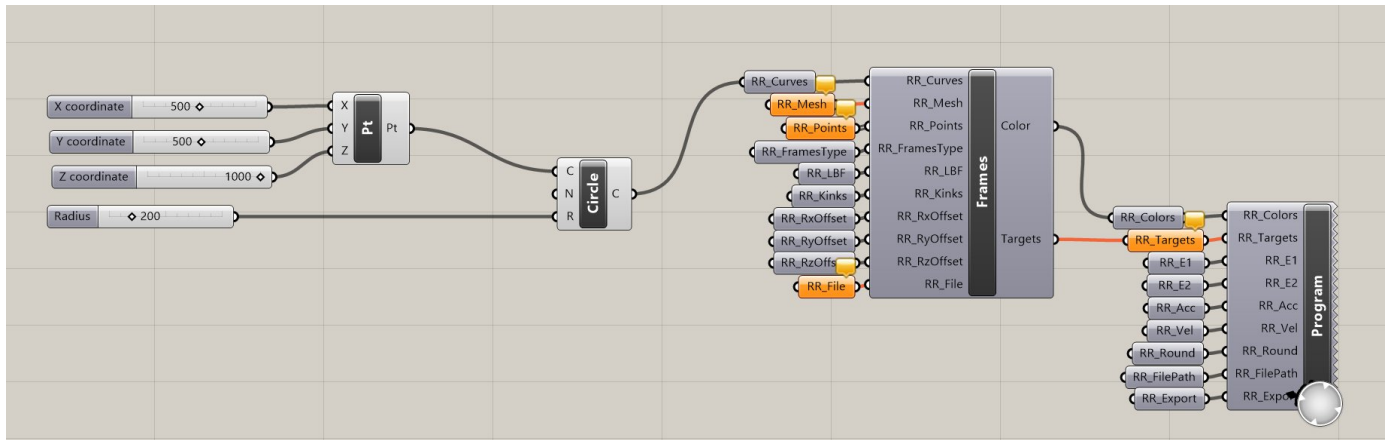 X coordinate 500
Y coordinate 500
Z coordinate 1000
Radius 200
X
Y
Z
Pt
Pt
C
N
R
Circle
C
RR_Curves
RR_Mesh
RR_Points
RR_FramesType
RR_LBF
RR_Kinks
RR_RxOffset
RR_RyOffset
RR_RzOffs
RR_File
RR_Curves
RR_Mesh
RR_Points
RR_FramesType
RR_LBF
RR_Kinks
RR_RxOffset
RR_RyOffset
RR_RzOffset
RR_File
Frames
Color
Targets
RR_Colors
RR_Targets
RR_E1
RR_E2
RR_Acc
RR_Vel
RR_Round
RR_FilePath
RR_Export
RR_Colors
RR_Targets
RR_E1
RR_E2
RR_Acc
RR_Vel
RR_Round
RR_FilePath
RR_Expo
Program